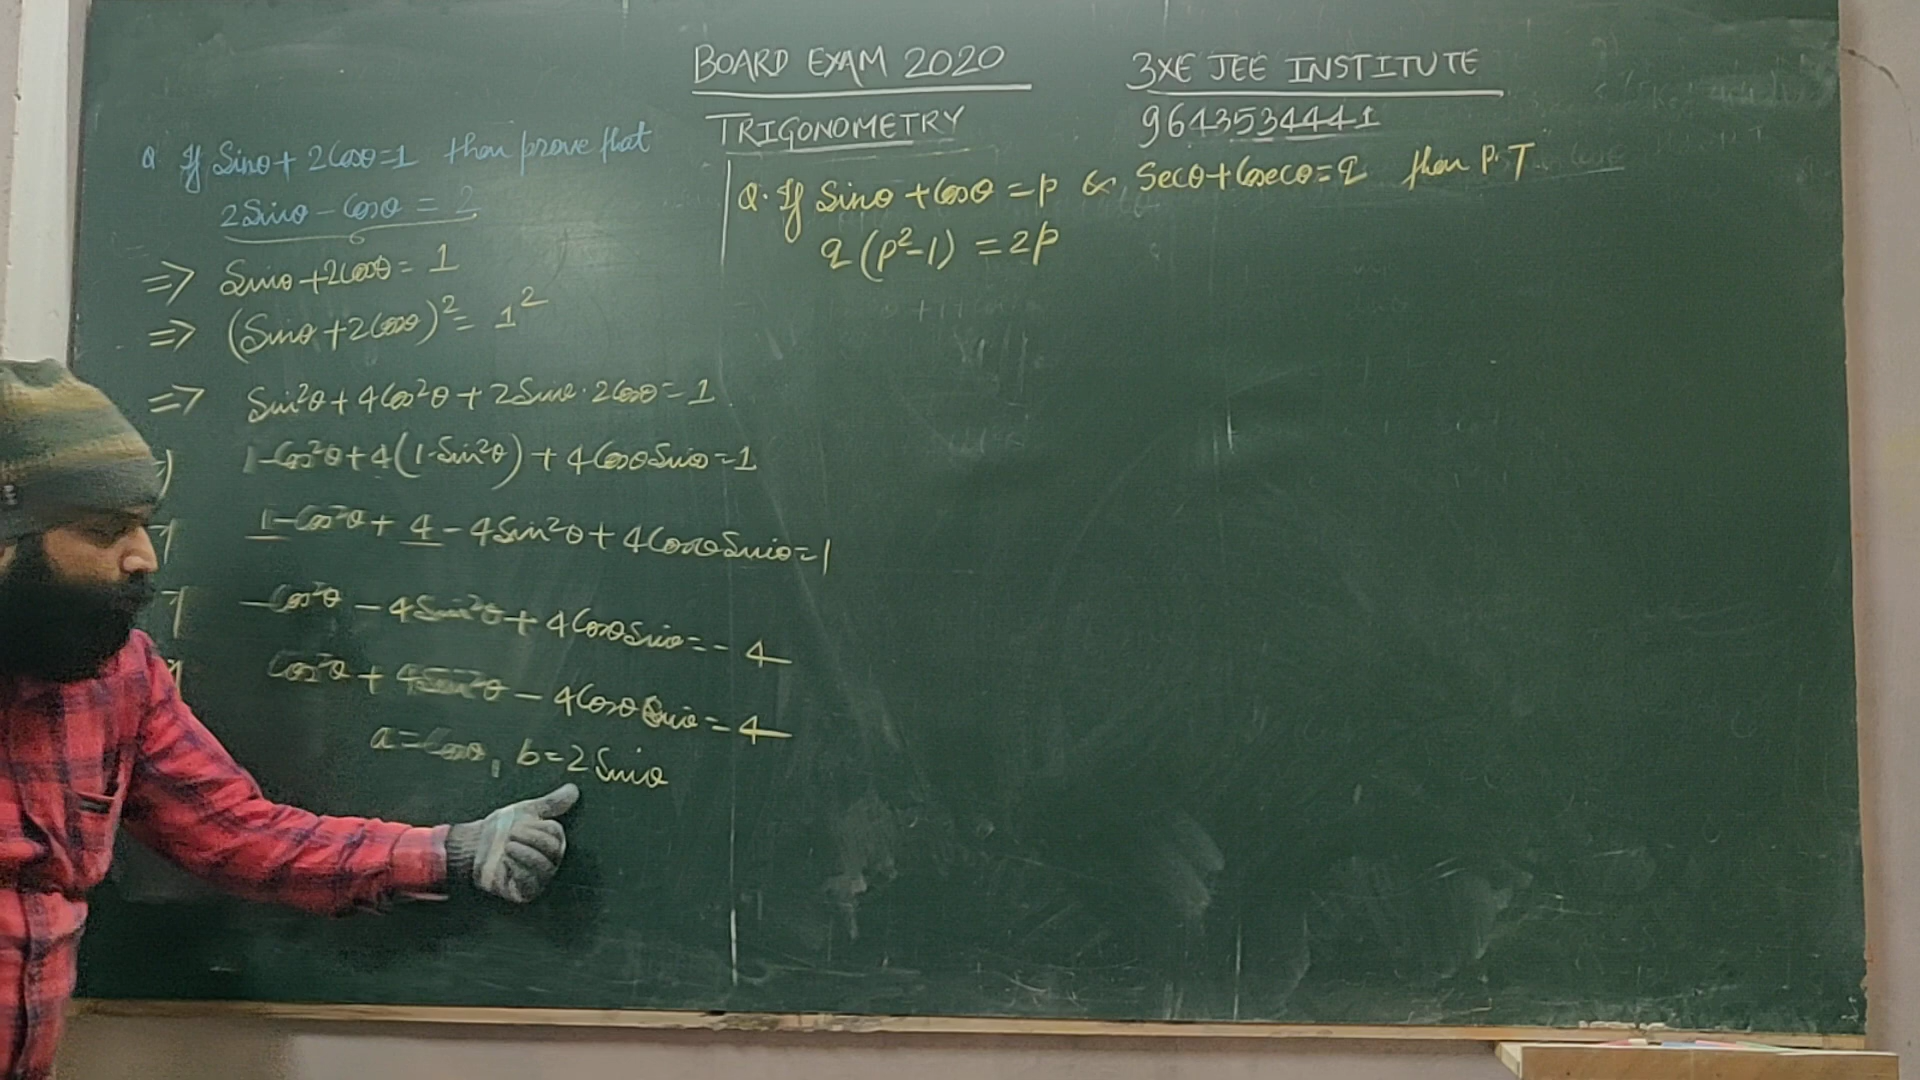 BOARD EXAM 2020
3XE JEE INSTITUTE
TRIGONOMETRY
9643534441
Q If Sinθ + 2Cosθ=1 then prove that
2Sinθ - Cosθ = 2
=> Sinθ+2Cosθ = 1
=> (Sinθ+2Cosθ)² = 1²
=> Sin²θ + 4Cos²θ + 2Sinθ·2Cosθ = 1
1-Cos²θ + 4(1-Sin²θ) + 4CosθSinθ = 1
1-Cos²θ + 4 - 4Sin²θ + 4CosθSinθ = 1
-Cos²θ - 4Sin²θ + 4CosθSinθ = -4
Cos²θ + 4Sin²θ - 4CosθSinθ = 4
a=Cosθ, b=2Sinθ
Q. If Sinθ + Cosθ = p & Secθ+Cosecθ = q then P.T
q(p²-1) = 2p